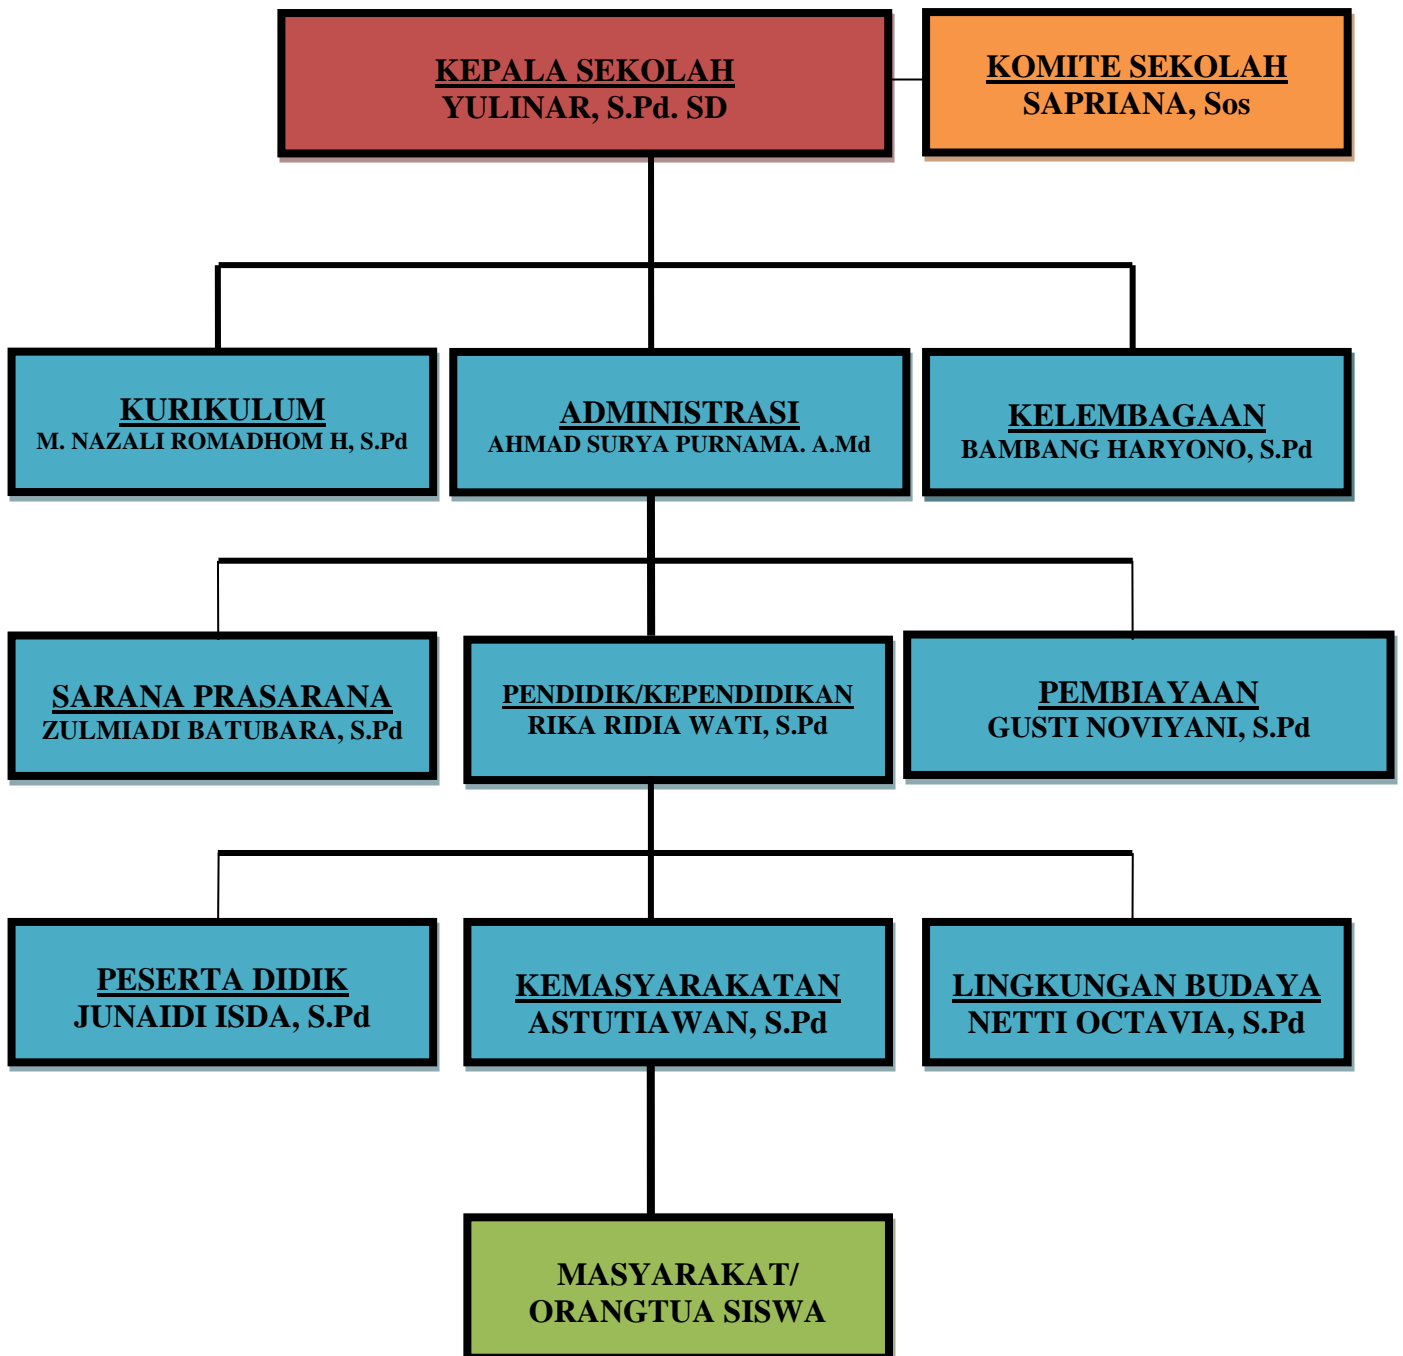 KEPALA SEKOLAH
YULINAR, S.Pd. SD
KOMITE SEKOLAH
SAPRIANA, Sos
KURIKULUM
M. NAZALI ROMADHOM H, S.Pd
ADMINISTRASI
AHMAD SURYA PURNAMA. A.Md
KELEMBAGAAN
BAMBANG HARYONO, S.Pd
SARANA PRASARANA
ZULMIADI BATUBARA, S.Pd
PENDIDIK/KEPENDIDIKAN
RIKA RIDIA WATI, S.Pd
PEMBIAYAAN
GUSTI NOVIYANI, S.Pd
PESERTA DIDIK
JUNAIDI ISDA, S.Pd
KEMASYARAKATAN
ASTUTIAWAN, S.Pd
LINGKUNGAN BUDAYA
NETTI OCTAVIA, S.Pd
MASYARAKAT/
ORANGTUA SISWA